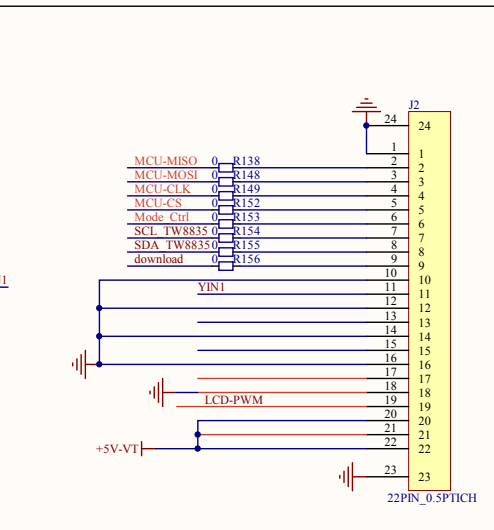 J2
24 24
1 1
MCU-MISO 0 R138 2 2
MCU-MOSI 0 R148 3 3
MCU-CLK 0 R149 4 4
MCU-CS 0 R152 5 5
Mode_Ctrl 0 R153 6 6
SCL_TW8835 0 R154 7 7
SDA_TW8835 0 R155 8 8
download 0 R156 9 9
10 10
YIN1 11 11
12 12
13 13
14 14
15 15
16 16
17 17
18 18
LCD-PWM 19 19
20 20
21 21
+5V-VT 22 22
23 23
22PIN_0.5PTICH